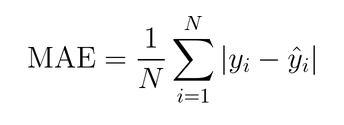 MAE = \frac{1}{N} \sum_{i=1}^{N} |y_i - \hat{y}_i|